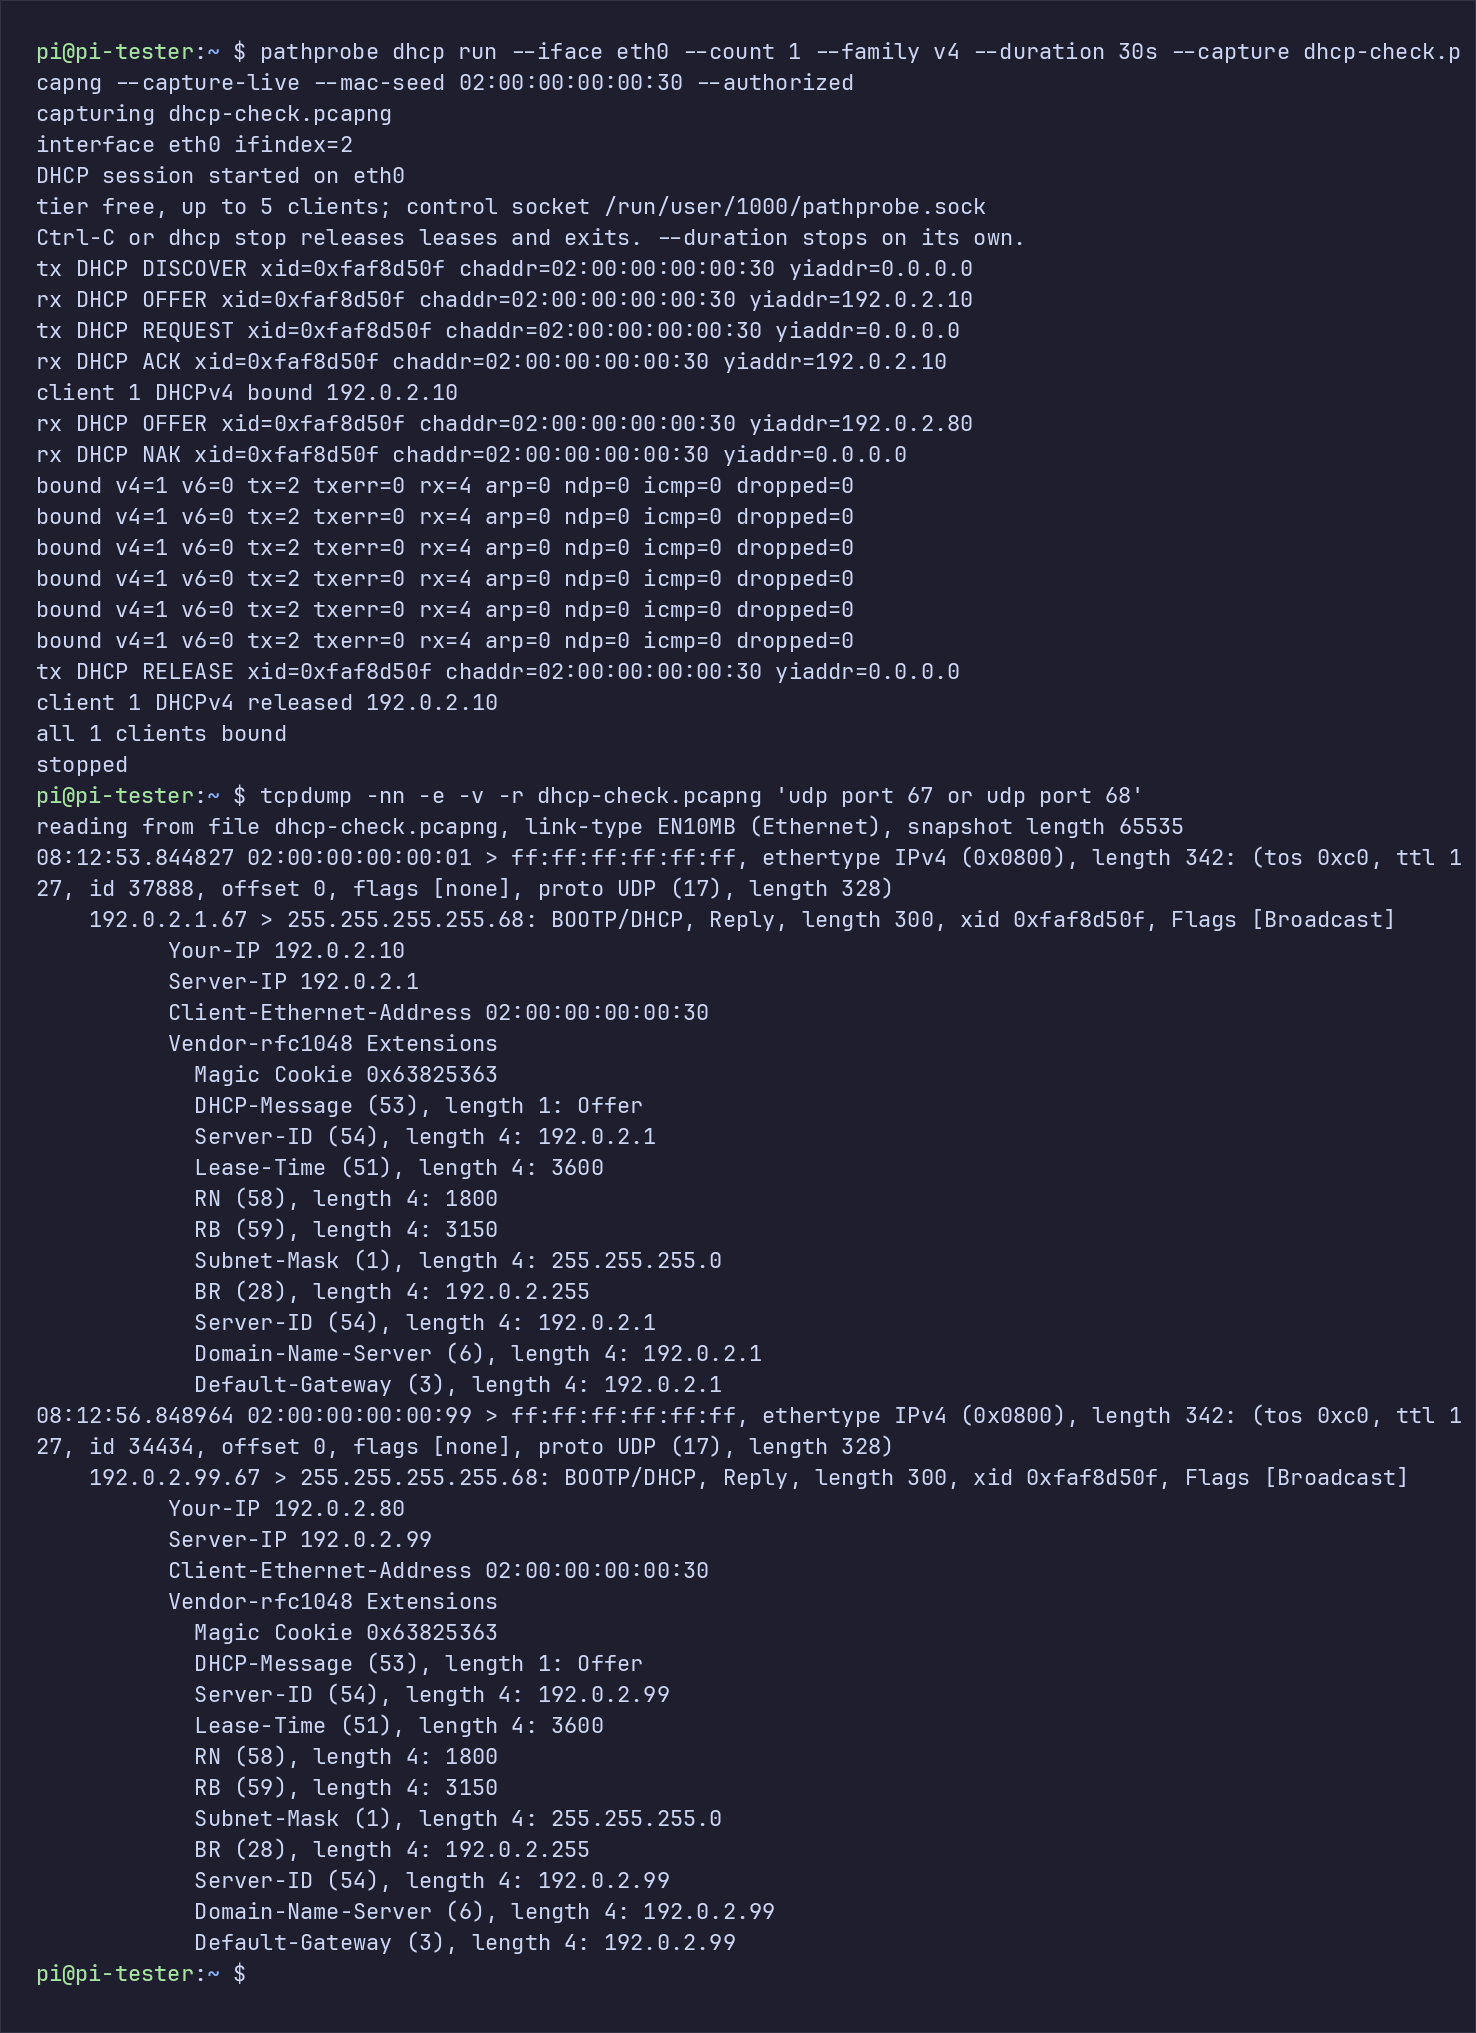 pi@pi-tester:~ $ pathprobe dhcp run --iface eth0 --count 1 --family v4 --duration 30s --capture dhcp-check.p
capng --capture-live --mac-seed 02:00:00:00:00:30 --authorized
capturing dhcp-check.pcapng
interface eth0 ifindex=2
DHCP session started on eth0
tier free, up to 5 clients; control socket /run/user/1000/pathprobe.sock
Ctrl-C or dhcp stop releases leases and exits. --duration stops on its own.
tx DHCP DISCOVER xid=0xfaf8d50f chaddr=02:00:00:00:00:30 yiaddr=0.0.0.0
rx DHCP OFFER xid=0xfaf8d50f chaddr=02:00:00:00:00:30 yiaddr=192.0.2.10
tx DHCP REQUEST xid=0xfaf8d50f chaddr=02:00:00:00:00:30 yiaddr=0.0.0.0
rx DHCP ACK xid=0xfaf8d50f chaddr=02:00:00:00:00:30 yiaddr=192.0.2.10
client 1 DHCPv4 bound 192.0.2.10
rx DHCP OFFER xid=0xfaf8d50f chaddr=02:00:00:00:00:30 yiaddr=192.0.2.80
rx DHCP NAK xid=0xfaf8d50f chaddr=02:00:00:00:00:30 yiaddr=0.0.0.0
bound v4=1 v6=0 tx=2 txerr=0 rx=4 arp=0 ndp=0 icmp=0 dropped=0
bound v4=1 v6=0 tx=2 txerr=0 rx=4 arp=0 ndp=0 icmp=0 dropped=0
bound v4=1 v6=0 tx=2 txerr=0 rx=4 arp=0 ndp=0 icmp=0 dropped=0
bound v4=1 v6=0 tx=2 txerr=0 rx=4 arp=0 ndp=0 icmp=0 dropped=0
bound v4=1 v6=0 tx=2 txerr=0 rx=4 arp=0 ndp=0 icmp=0 dropped=0
bound v4=1 v6=0 tx=2 txerr=0 rx=4 arp=0 ndp=0 icmp=0 dropped=0
tx DHCP RELEASE xid=0xfaf8d50f chaddr=02:00:00:00:00:30 yiaddr=0.0.0.0
client 1 DHCPv4 released 192.0.2.10
all 1 clients bound
stopped
pi@pi-tester:~ $ tcpdump -nn -e -v -r dhcp-check.pcapng 'udp port 67 or udp port 68'
reading from file dhcp-check.pcapng, link-type EN10MB (Ethernet), snapshot length 65535
08:12:53.844827 02:00:00:00:00:01 > ff:ff:ff:ff:ff:ff, ethertype IPv4 (0x0800), length 342: (tos 0xc0, ttl 1
27, id 37888, offset 0, flags [none], proto UDP (17), length 328)
    192.0.2.1.67 > 255.255.255.255.68: BOOTP/DHCP, Reply, length 300, xid 0xfaf8d50f, Flags [Broadcast]
          Your-IP 192.0.2.10
          Server-IP 192.0.2.1
          Client-Ethernet-Address 02:00:00:00:00:30
          Vendor-rfc1048 Extensions
            Magic Cookie 0x63825363
            DHCP-Message (53), length 1: Offer
            Server-ID (54), length 4: 192.0.2.1
            Lease-Time (51), length 4: 3600
            RN (58), length 4: 1800
            RB (59), length 4: 3150
            Subnet-Mask (1), length 4: 255.255.255.0
            BR (28), length 4: 192.0.2.255
            Server-ID (54), length 4: 192.0.2.1
            Domain-Name-Server (6), length 4: 192.0.2.1
            Default-Gateway (3), length 4: 192.0.2.1
08:12:56.848964 02:00:00:00:00:99 > ff:ff:ff:ff:ff:ff, ethertype IPv4 (0x0800), length 342: (tos 0xc0, ttl 1
27, id 34434, offset 0, flags [none], proto UDP (17), length 328)
    192.0.2.99.67 > 255.255.255.255.68: BOOTP/DHCP, Reply, length 300, xid 0xfaf8d50f, Flags [Broadcast]
          Your-IP 192.0.2.80
          Server-IP 192.0.2.99
          Client-Ethernet-Address 02:00:00:00:00:30
          Vendor-rfc1048 Extensions
            Magic Cookie 0x63825363
            DHCP-Message (53), length 1: Offer
            Server-ID (54), length 4: 192.0.2.99
            Lease-Time (51), length 4: 3600
            RN (58), length 4: 1800
            RB (59), length 4: 3150
            Subnet-Mask (1), length 4: 255.255.255.0
            BR (28), length 4: 192.0.2.255
            Server-ID (54), length 4: 192.0.2.99
            Domain-Name-Server (6), length 4: 192.0.2.99
            Default-Gateway (3), length 4: 192.0.2.99
pi@pi-tester:~ $